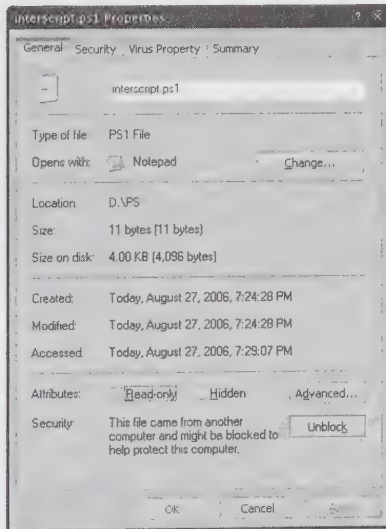 interscript.ps1 Properties
? X
General Security Virus Property Summary
interscript.ps1
Type of file PS1 File
Opens with: Notepad Change...
Location D:\PS
Size: 11 bytes (11 bytes)
Size on disk: 4.00 KB (4,096 bytes)
Created: Today, August 27, 2006, 7:24:28 PM
Modified: Today, August 27, 2006, 7:24:28 PM
Accessed: Today, August 27, 2006, 7:29:07 PM
Attributes: Read-only Hidden Advanced...
Security: This file came from another Unblock
computer and might be blocked to
help protect this computer.
OK Cancel